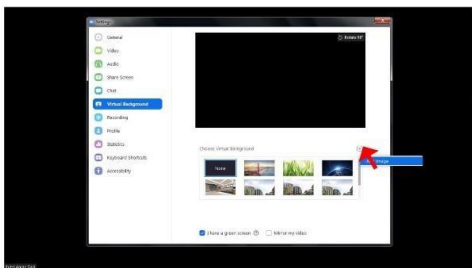 Settings
General
Rotate 90°
Video
Audio
Share Screen
Chat
Virtual Background
Recording
Profile
Statistics
Choose Virtual Background
Keyboard Shortcuts
Image
None
Accessibility
I have a green screen
Mirror my video